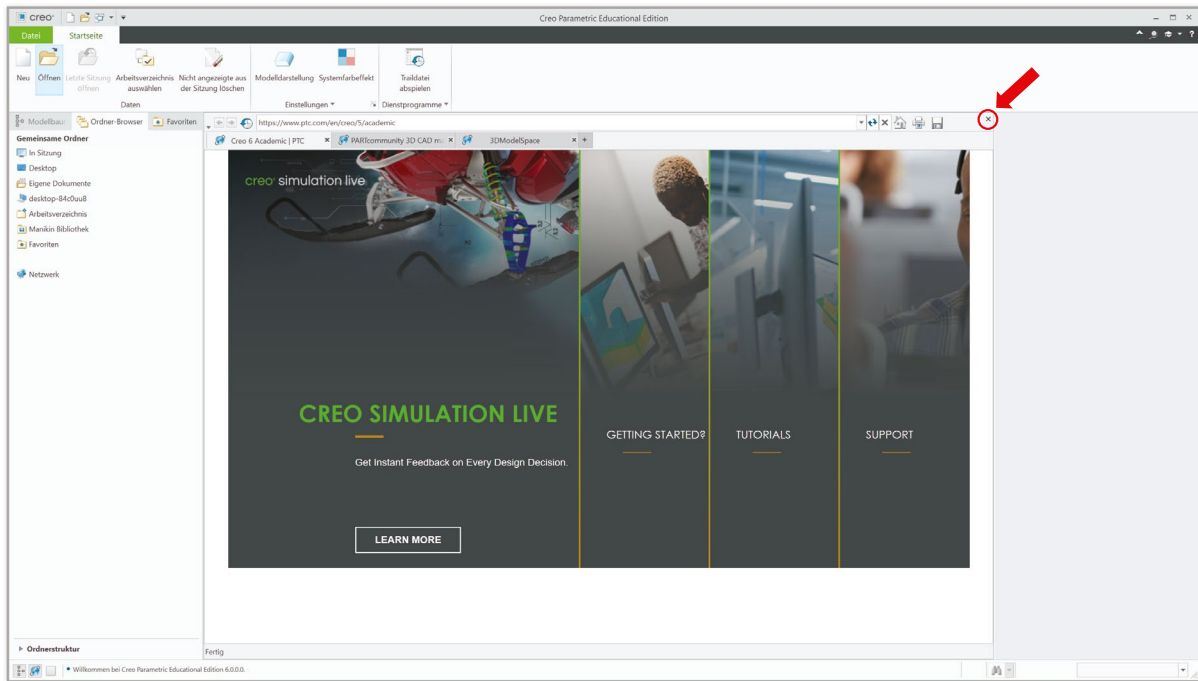 creo·
Creo Parametric Educational Edition
Datei Startseite
Neu Öffnen Letzte Sitzung öffnen Arbeitsverzeichnis auswählen Nicht angezeigte aus der Sitzung löschen Modelldarstellung Systemfarbeffekt Traildatei abspielen
Daten Einstellungen Dienstprogramme
Modellbau Ordner-Browser Favoriten
https://www.ptc.com/en/creo/5/academic
Creo 6 Academic | PTC PARTcommunity 3D CAD 3DModelSpace
Gemeinsame Ordner
In Sitzung
Desktop
Eigene Dokumente
desktop-84c0uu8
Arbeitsverzeichnis
Manikin Bibliothek
Favoriten
Netzwerk
creo· simulation live
CREO SIMULATION LIVE
Get Instant Feedback on Every Design Decision.
LEARN MORE
GETTING STARTED?
TUTORIALS
SUPPORT
Ordnerstruktur
Fertig
• Willkommen bei Creo Parametric Educational Edition 6.0.0.0.